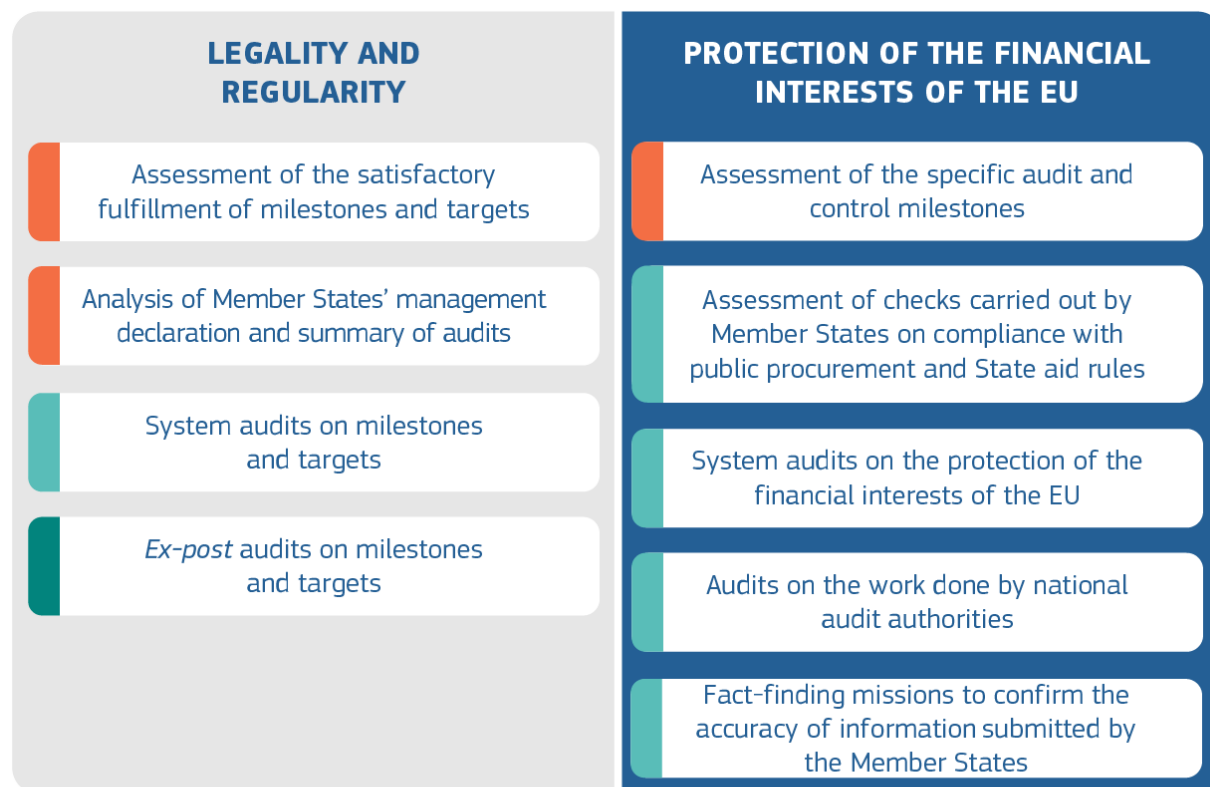 LEGALITY AND
REGULARITY
Assessment of the satisfactory
fulfillment of milestones and targets
Analysis of Member States’ management
declaration and summary of audits
System audits on milestones
and targets
Ex-post audits on milestones
and targets
PROTECTION OF THE FINANCIAL
INTERESTS OF THE EU
Assessment of the specific audit and
control milestones
Assessment of checks carried out by
Member States on compliance with
public procurement and State aid rules
System audits on the protection of the
financial interests of the EU
Audits on the work done by national
audit authorities
Fact-finding missions to confirm the
accuracy of information submitted by
the Member States